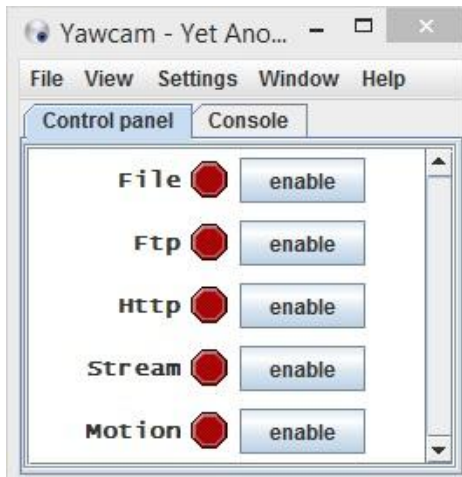 Yawcam - Yet Ano...
File View Settings Window Help
Control panel Console
File enable
Ftp enable
Http enable
Stream enable
Motion enable